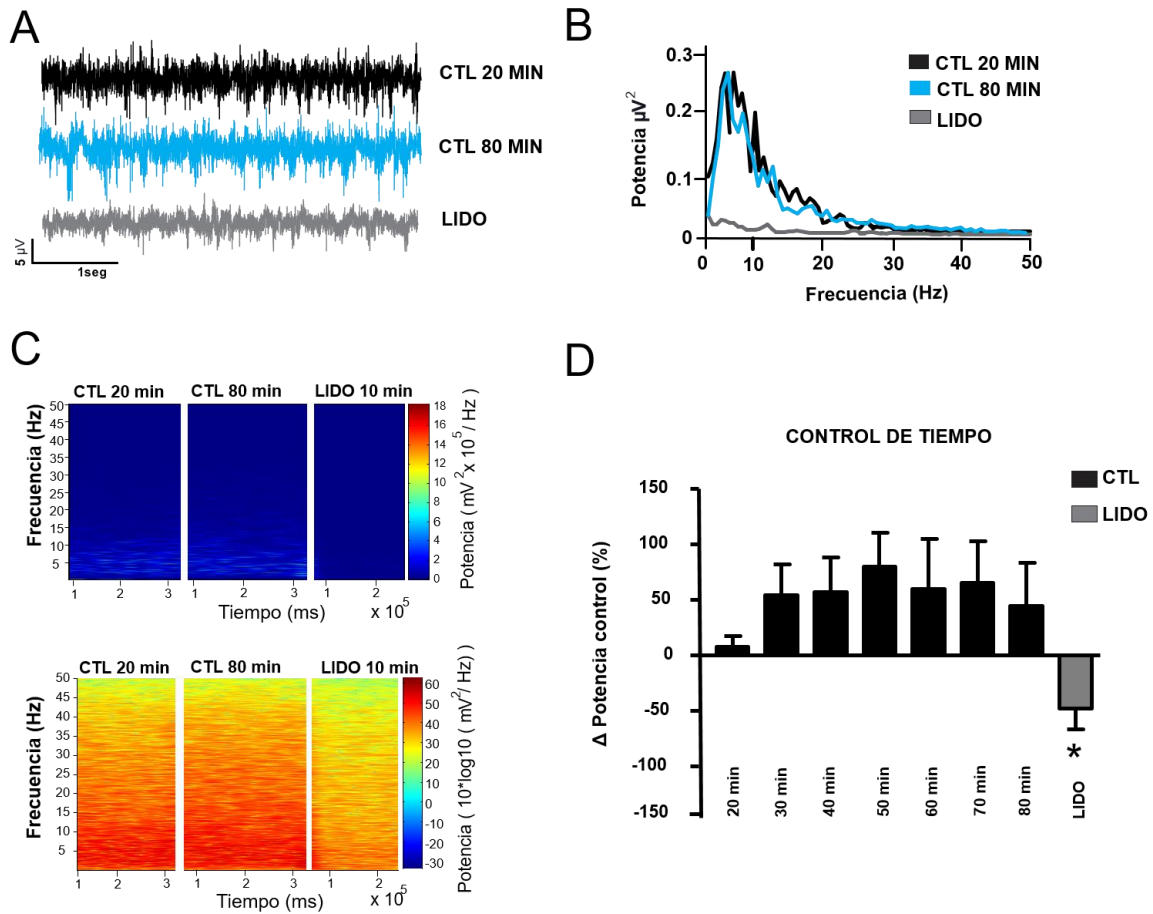 A
CTL 20 MIN
CTL 80 MIN
LIDO
5 µV
1seg
B
0.3
0.2
0.1
0
Potencia µV2
0 10 20 30 40 50
Frecuencia (Hz)
CTL 20 MIN
CTL 80 MIN
LIDO
C
CTL 20 min CTL 80 min LIDO 10 min
Frecuencia (Hz)
50
45
40
35
30
25
20
15
10
5
1 2 3 1 2 3 1 2
Tiempo (ms)
x 10^5
18
16
14
12
10
8
6
4
2
0
Potencia ( mV 2 x 10 5 / Hz )
CTL 20 min CTL 80 min LIDO 10 min
Frecuencia (Hz)
50
45
40
35
30
25
20
15
10
5
1 2 3 1 2 3 1 2
Tiempo (ms)
x 10^5
60
50
40
30
20
10
0
-10
-20
-30
Potencia ( 10*log10 ( mV2/ Hz) )
D
CONTROL DE TIEMPO
CTL
LIDO
Δ Potencia control (%)
150
100
50
0
-50
-100
-150
20 min
30 min
40 min
50 min
60 min
70 min
80 min
*
LIDO